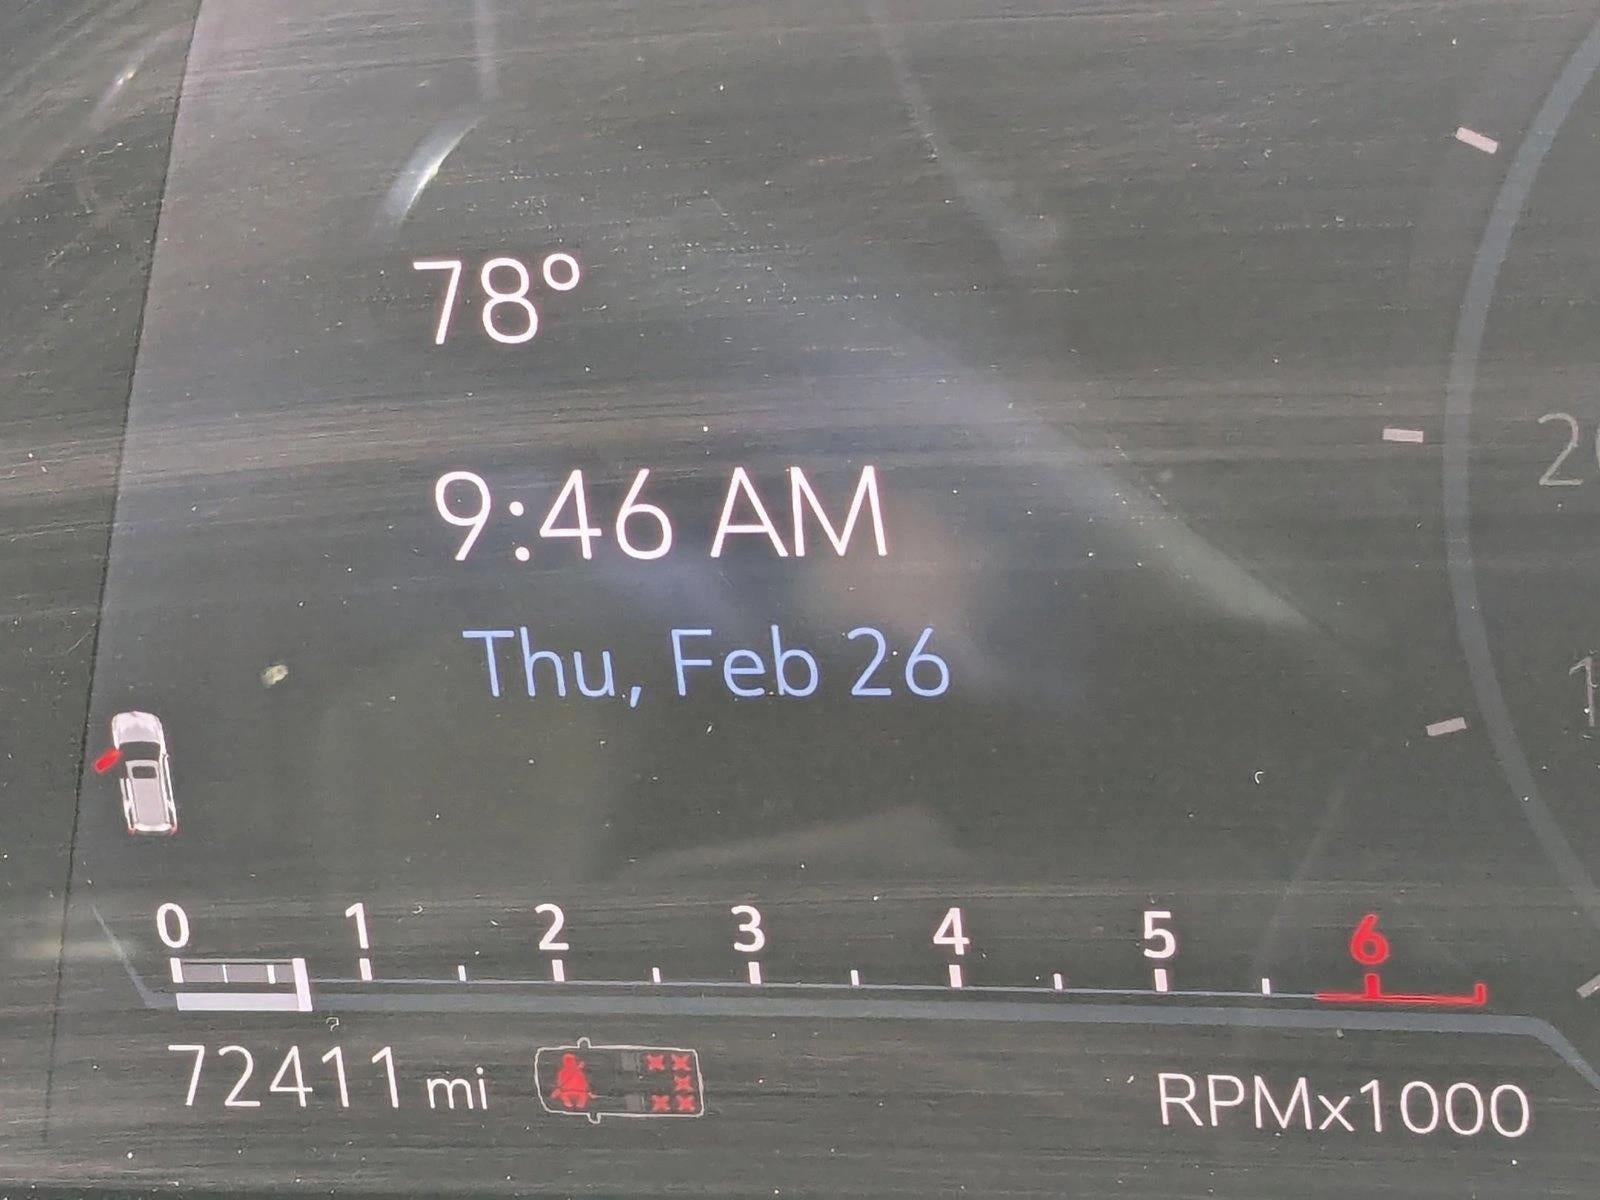 78°
9:46 AM
Thu, Feb 26
0 1 2 3 4 5 6
72411 mi
RPMx1000